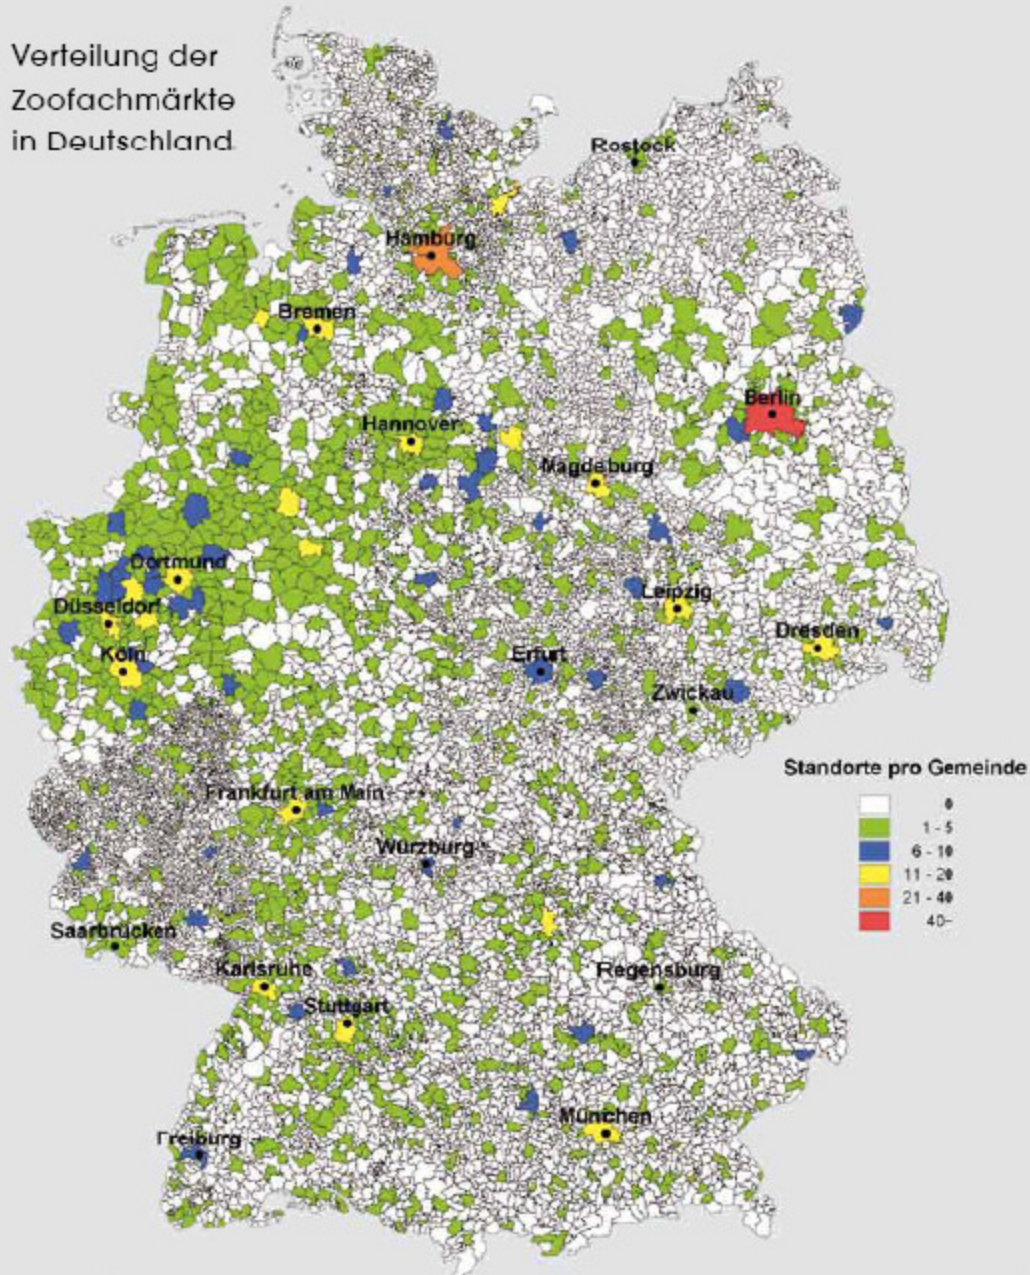 Verteilung der
Zoofachmärkte
in Deutschland
Rostock
Hamburg
Bremen
Berlin
Hannover
Magdeburg
Dortmund
Leipzig
Düsseldorf
Dresden
Köln
Erfurt
Zwickau
Standorte pro Gemeinde
0
1 - 5
6 - 10
11 - 20
21 - 40
40-
Frankfurt am Main
Würzburg
Saarbrücken
Karlsruhe
Regensburg
Stuttgart
München
Freiburg